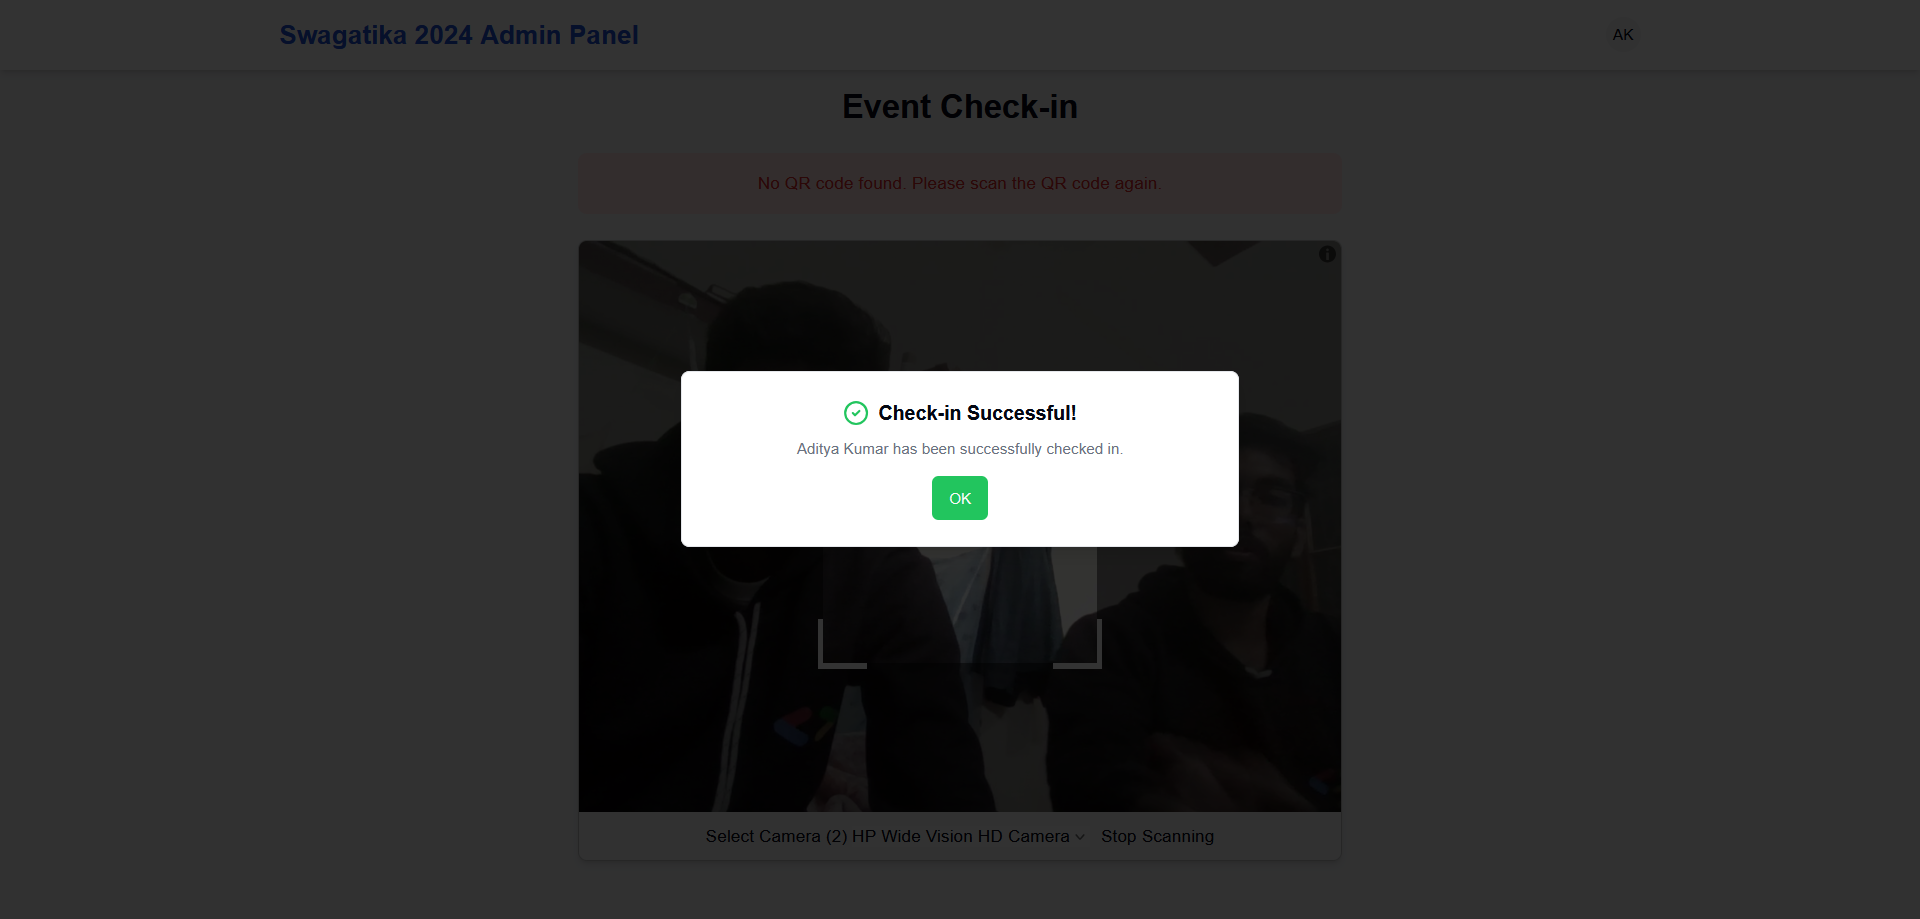 Swagatika 2024 Admin Panel
AK
Event Check-in
No QR code found. Please scan the QR code again.
Check-in Successful!
Aditya Kumar has been successfully checked in.
OK
Select Camera (2) HP Wide Vision HD Camera Stop Scanning